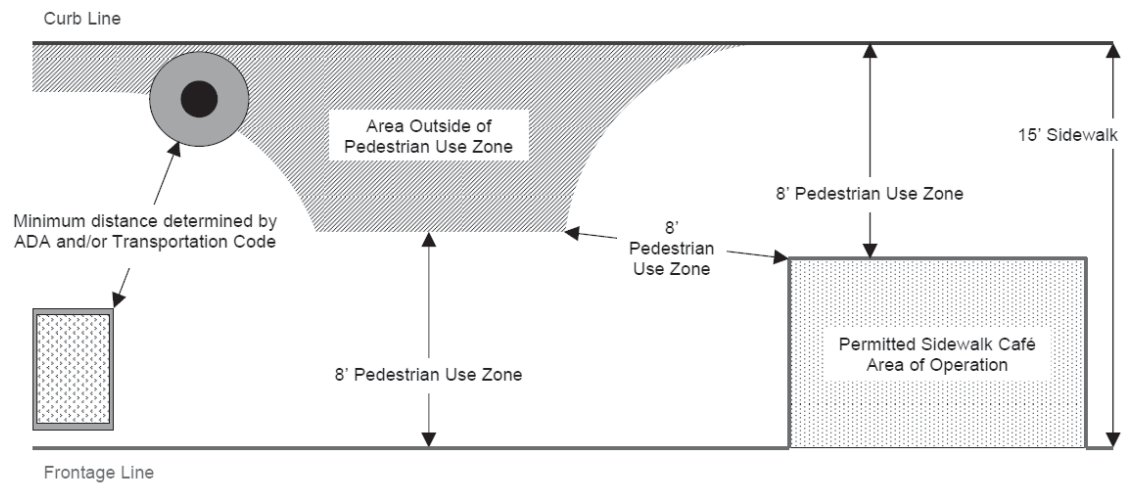 Curb Line
Area Outside of
Pedestrian Use Zone
15’ Sidewalk
8’ Pedestrian Use Zone
Minimum distance determined by
ADA and/or Transportation Code
8’
Pedestrian
Use Zone
8’ Pedestrian Use Zone
Permitted Sidewalk Café
Area of Operation
Frontage Line